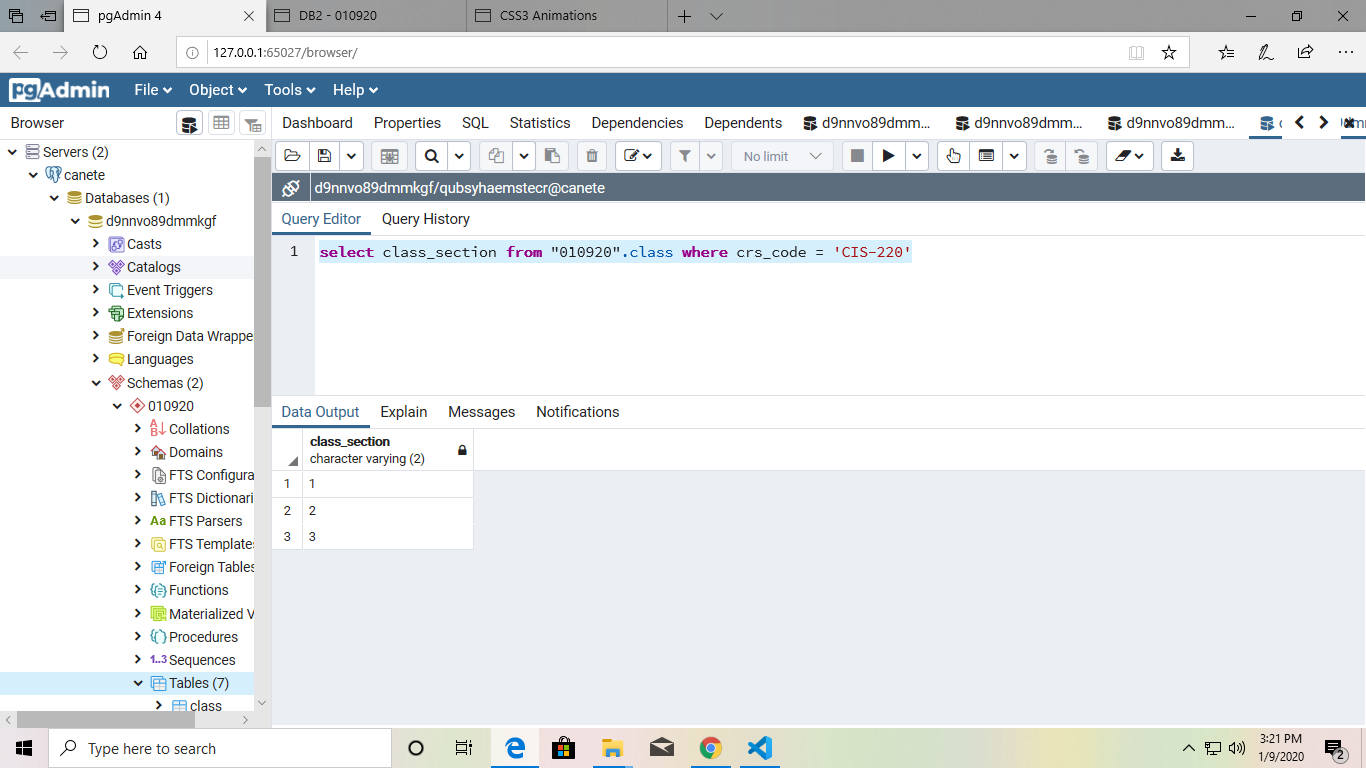 pgAdmin 4
DB2 - 010920
CSS3 Animations
127.0.0.1:65027/browser/
pgAdmin File Object Tools Help
Browser
Dashboard Properties SQL Statistics Dependencies Dependents d9nnvo89dmm... d9nnvo89dmm... d9nnvo89dmm...
Servers (2)
canete
Databases (1)
d9nnvo89dmmkgf
Casts
Catalogs
Event Triggers
Extensions
Foreign Data Wrappe
Languages
Schemas (2)
010920
Collations
Domains
FTS Configura
FTS Dictionari
Aa FTS Parsers
FTS Templates
Foreign Tables
Functions
Materialized V
Procedures
1..3 Sequences
Tables (7)
class
No limit
d9nnvo89dmmkgf/qubsyhaemstecr@canete
Query Editor Query History
1 select class_section from "010920".class where crs_code = 'CIS-220'
Data Output Explain Messages Notifications
class_section
character varying (2)
1 1
2 2
3 3
Type here to search
3:21 PM
1/9/2020
2